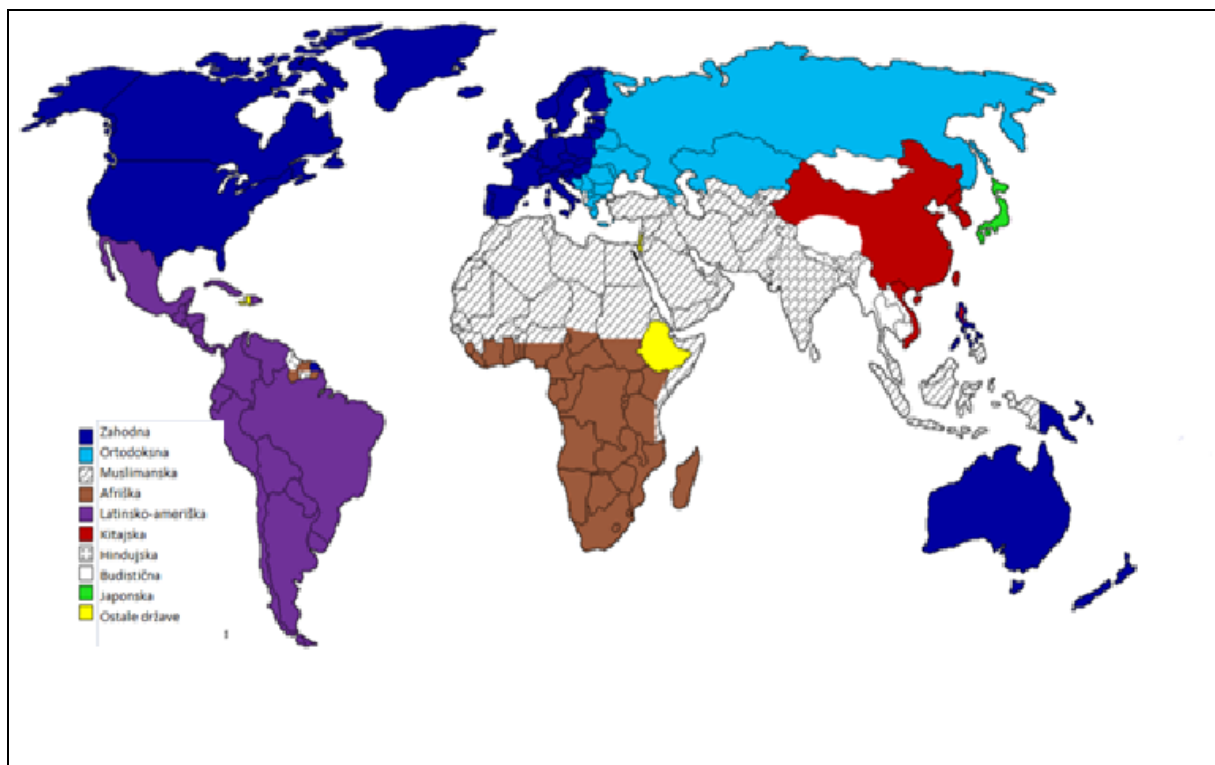 Zahodna
Ortodoksna
Muslimanska
Afriška
Latinsko-ameriška
Kitajska
Hindujska
Budistična
Japonska
Ostale države